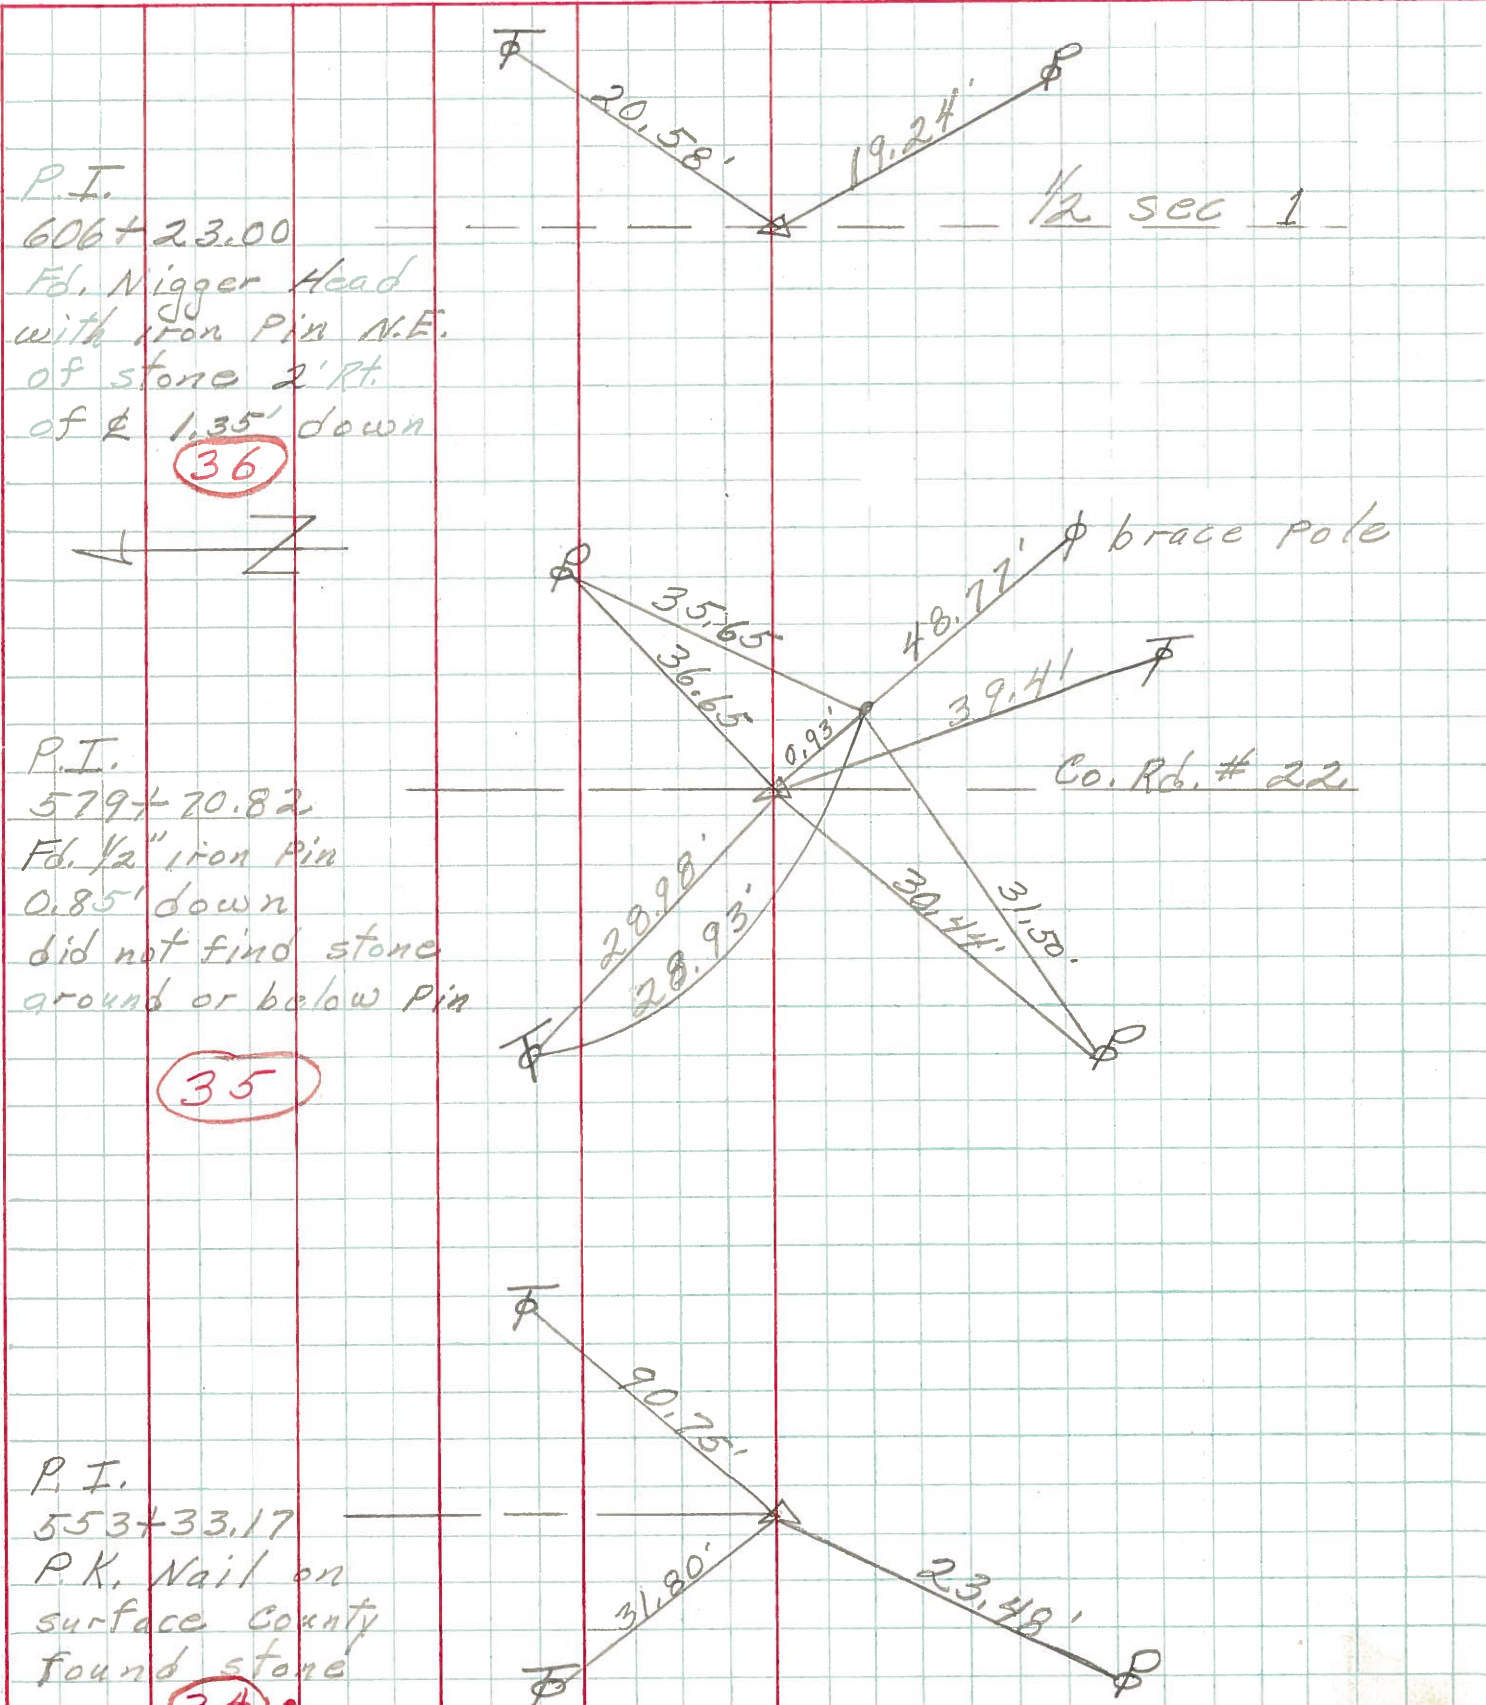 T
P
20.58'
19.24'
P.I.
606+23.00
1/2 sec 1
Fd. Nigger Head
with iron Pin N.E.
of stone 2' Rt.
of ℄ 1.35' down
36
N
brace pole
P
48.77'
35.65
36.65
T
39.4'
0.93'
P.I.
579+70.82
Co. Rd. # 22
Fd. 1/2" iron Pin
0.85' down
did not find stone
around or below Pin
28.98'
28.93'
30.44'
31.50'
T
P
35
T
90.75'
P.I.
553+33.17
P.K. Nail on
surface County
found stone
31.80'
23.48'
T
P
34